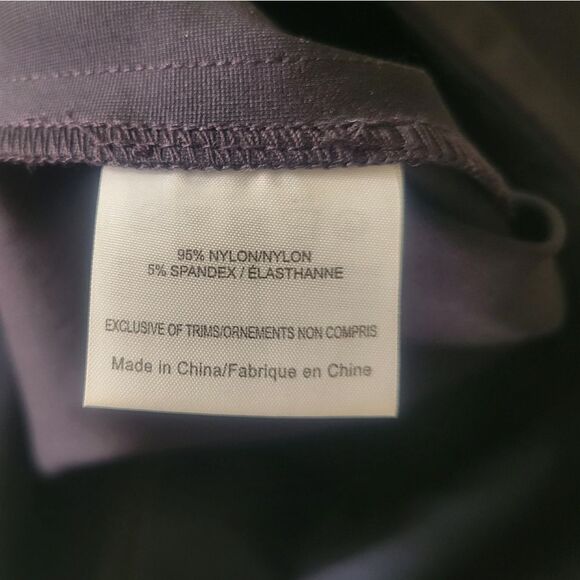 95% NYLON/NYLON
5% SPANDEX / ÉLASTHANNE
EXCLUSIVE OF TRIMS/ORNEMENTS NON COMPRIS
Made in China/Fabrique en Chine